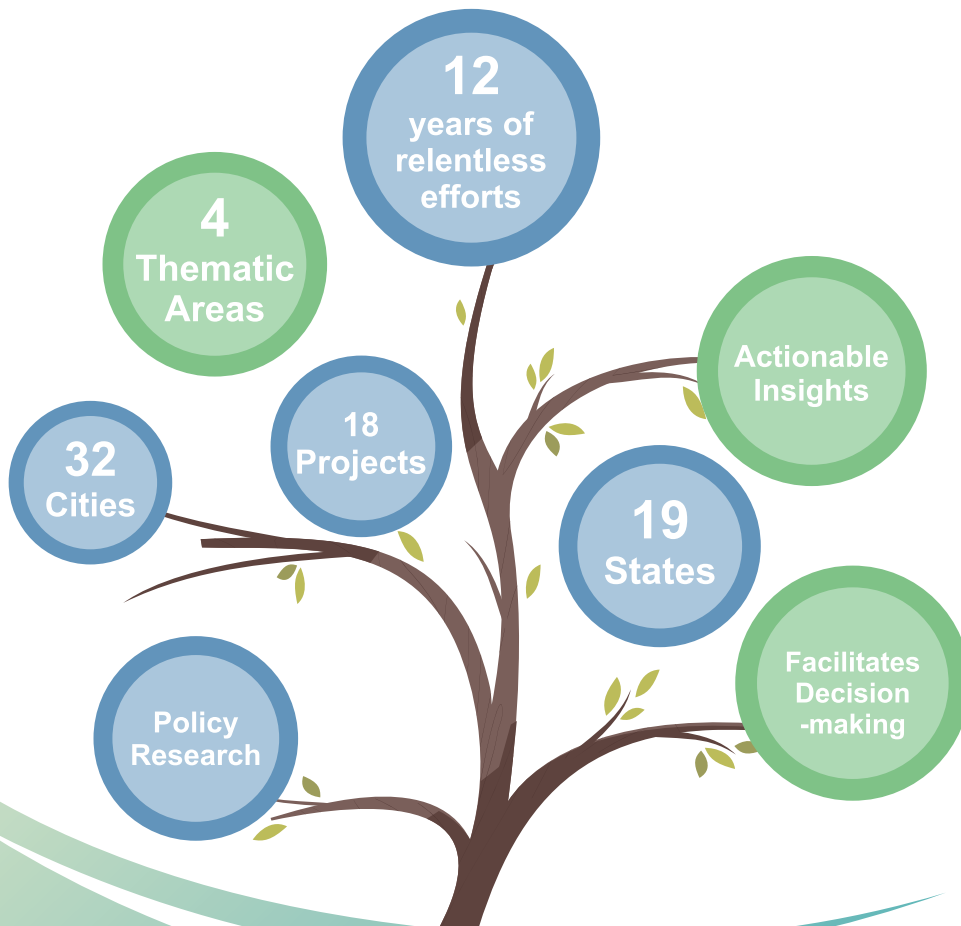 12
years of
relentless
efforts
4
Thematic
Areas
Actionable
Insights
18
Projects
32
Cities
19
States
Facilitates
Decision
-making
Policy
Research